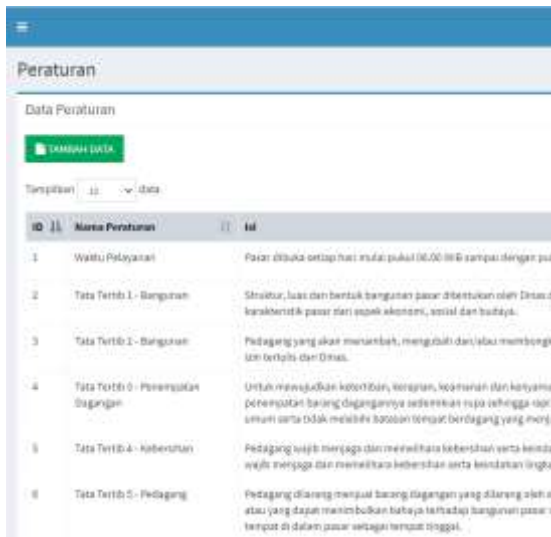 Peraturan
Data Peraturan
TAMBAH DATA
Tampilkan 10 data
ID Nama Peraturan Isi
1 Waktu Pelayanan Pasar dibuka setiap hari mulai pukul 06.00 WIB sampai dengan
2 Tata Tertib 1 - Bangunan Struktur, luas dan bentuk bangunan pasar ditentukan oleh Dinas
karakteristik pasar dari aspek ekonomi, sosial dan budaya.
3 Tata Tertib 2 - Bangunan Pedagang yang akan menambah, mengubah dan/atau
izin tertulis dari Dinas.
4 Tata Tertib 3 - Penempatan Dagangan Untuk mewujudkan ketertiban, kerapian, keamanan dan
penempatan barang dagangannya sedemikian rupa sehingga
umum serta tidak melebihi batasan tempat berdagang yang
5 Tata Tertib 4 - Kebersihan Pedagang wajib menjaga dan memelihara kebersihan serta
wajib menjaga dan memelihara kebersihan serta keindahan
6 Tata Tertib 5 - Pedagang Pedagang dilarang menjual barang dagangan yang dilarang oleh
atau yang dapat menimbulkan bahaya terhadap bangunan pasar
tempat di dalam pasar sebagai tempat tinggal.